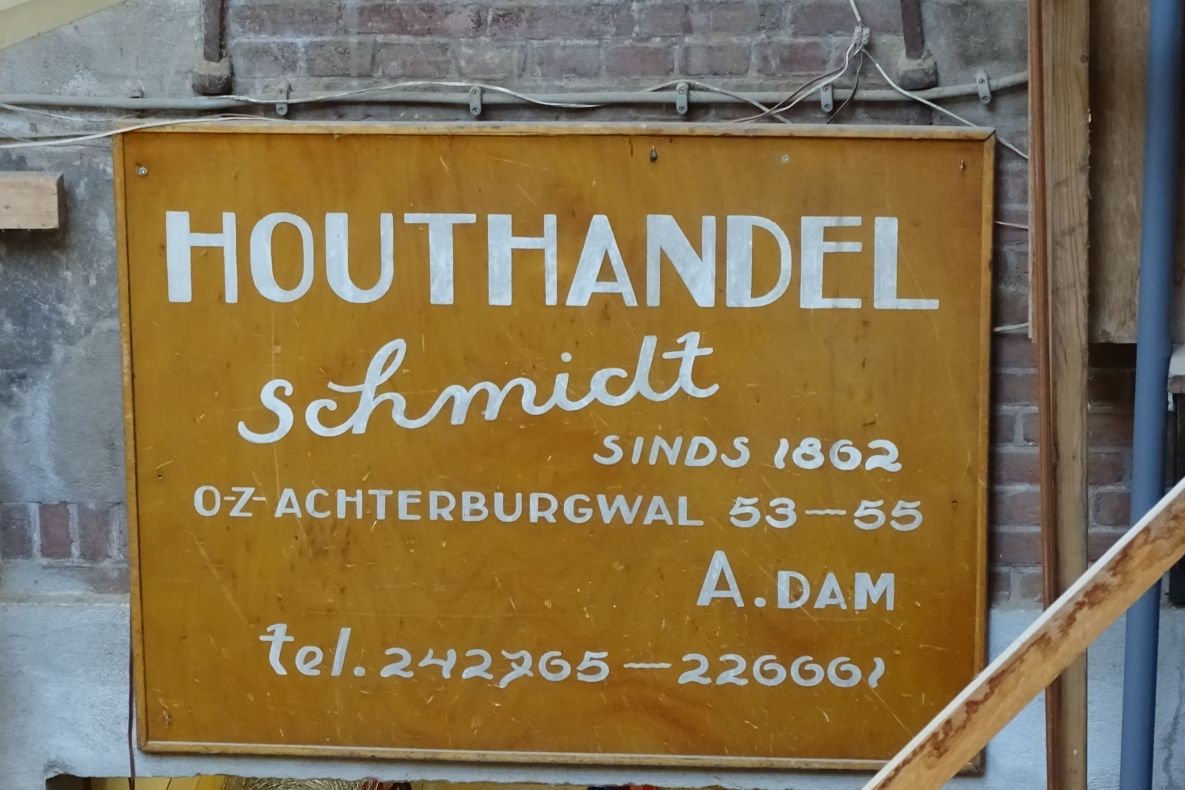 HOUTHANDEL
schmidt
SINDS 1862
O-Z-ACHTERBURGWAL 53-55
A.DAM
tel. 242765-226661